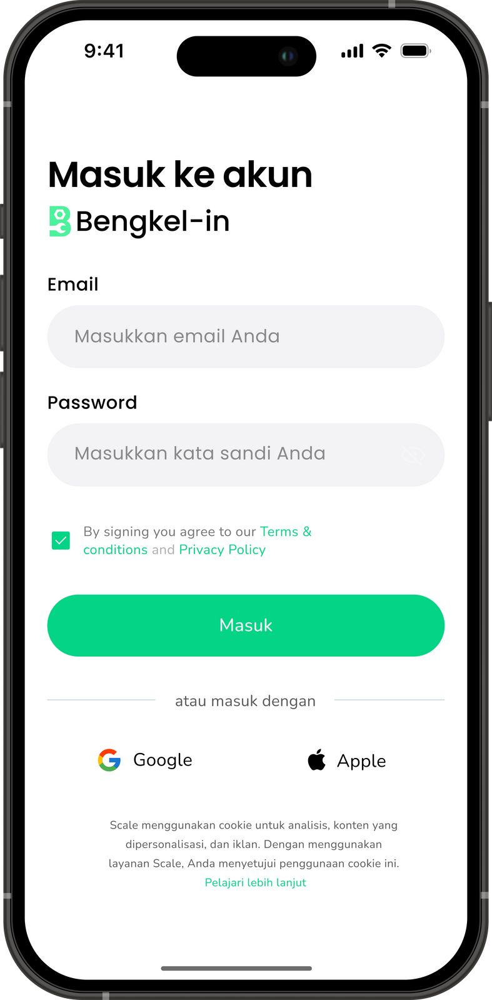 9:41
Masuk ke akun
Bengkel-in
Email
Masukkan email Anda
Password
Masukkan kata sandi Anda
By signing you agree to our Terms &
conditions and Privacy Policy
Masuk
atau masuk dengan
Google
Apple
Scale menggunakan cookie untuk analisis, konten yang
dipersonalisasi, dan iklan. Dengan menggunakan
layanan Scale, Anda menyetujui penggunaan cookie ini.
Pelajari lebih lanjut